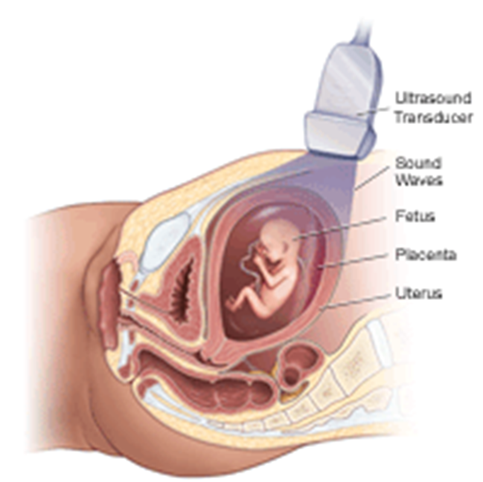 Ultrasound
Transducer
Sound
Waves
Fetus
Placenta
Uterus